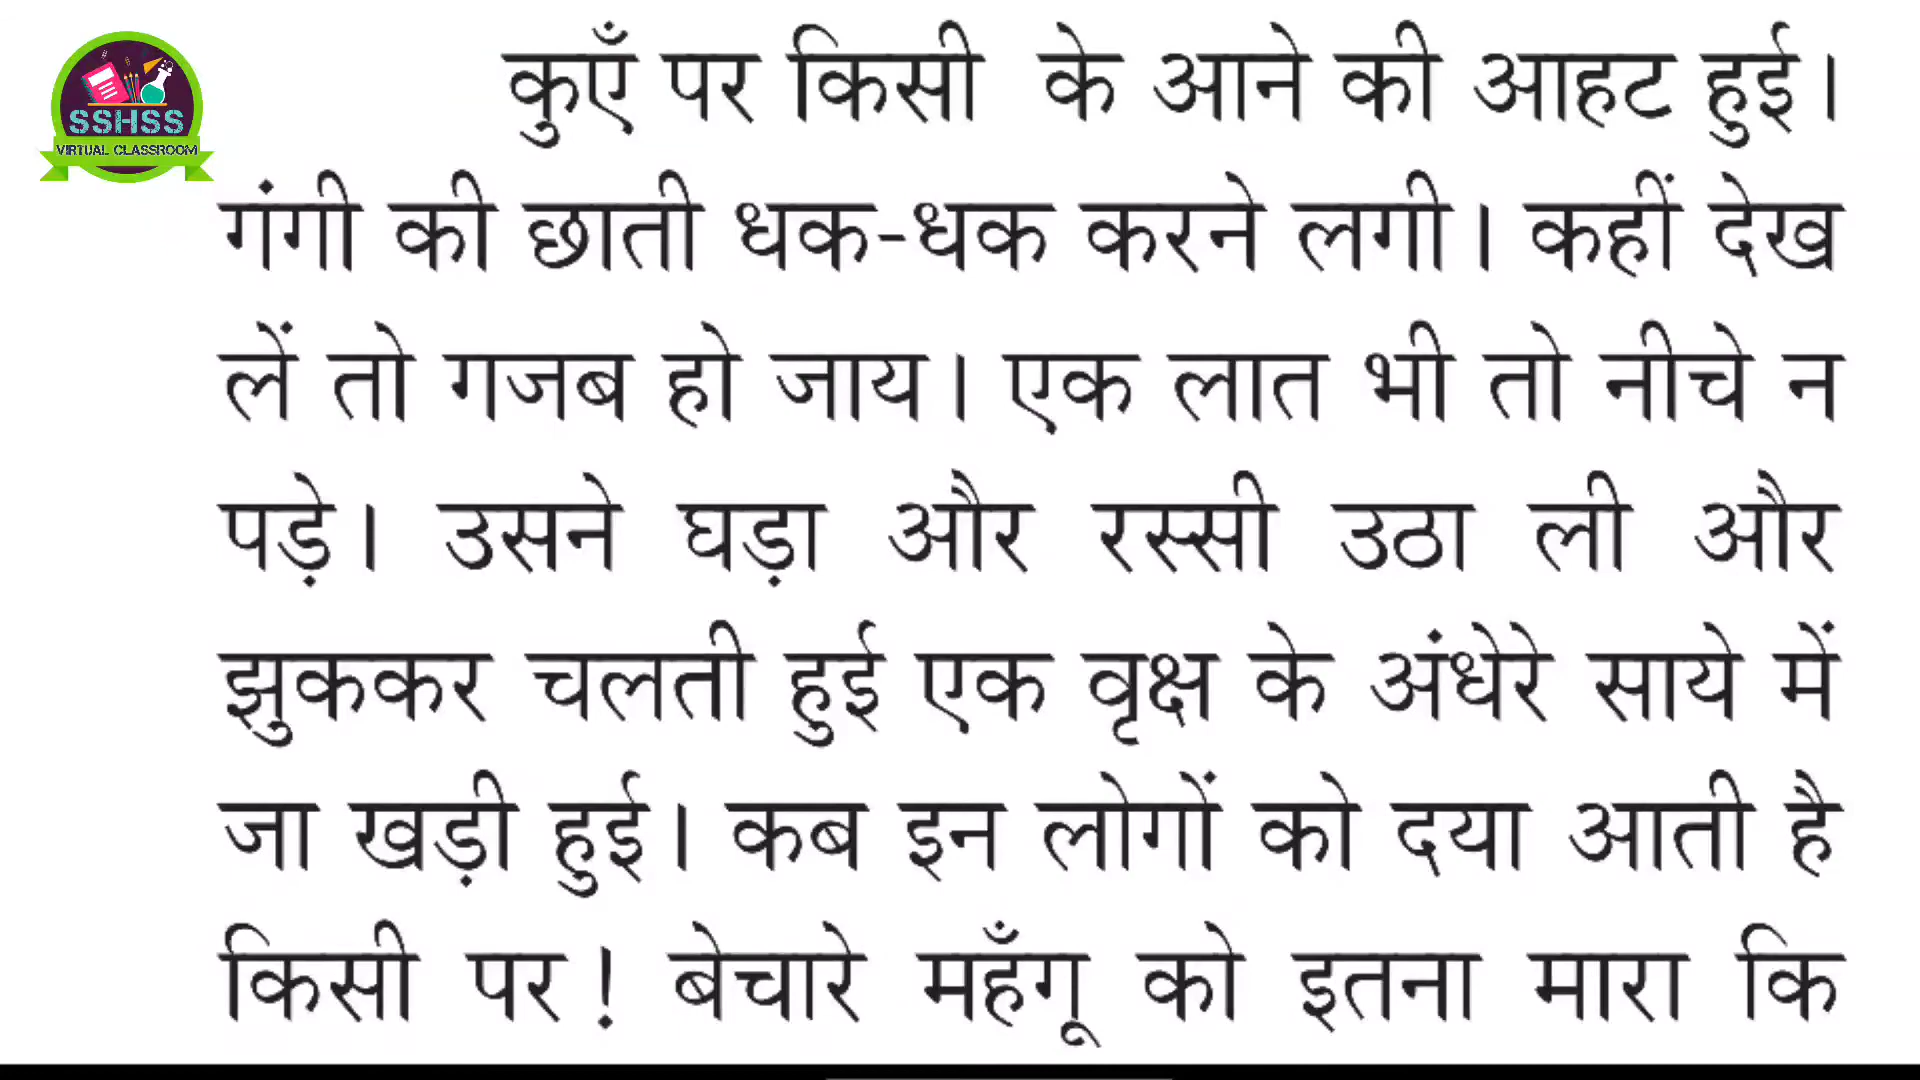 SSHSS
VIRTUAL CLASSROOM
कुएँ पर किसी के आने की आहट हुई।
गंगी की छाती धक-धक करने लगी। कहीं देख
लें तो गजब हो जाय। एक लात भी तो नीचे न
पड़े। उसने घड़ा और रस्सी उठा ली और
झुककर चलती हुई एक वृक्ष के अंधेरे साये में
जा खड़ी हुई। कब इन लोगों को दया आती है
किसी पर! बेचारे महँगू को इतना मारा कि